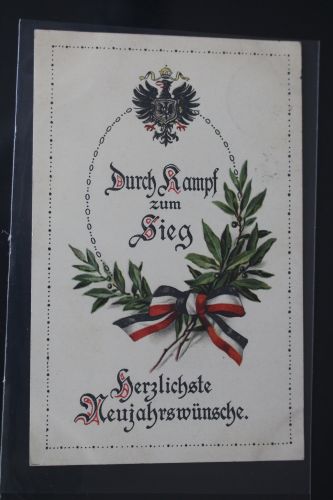 Durch Kampf
zum
Sieg
Herzlichste
Neujahrswünsche.